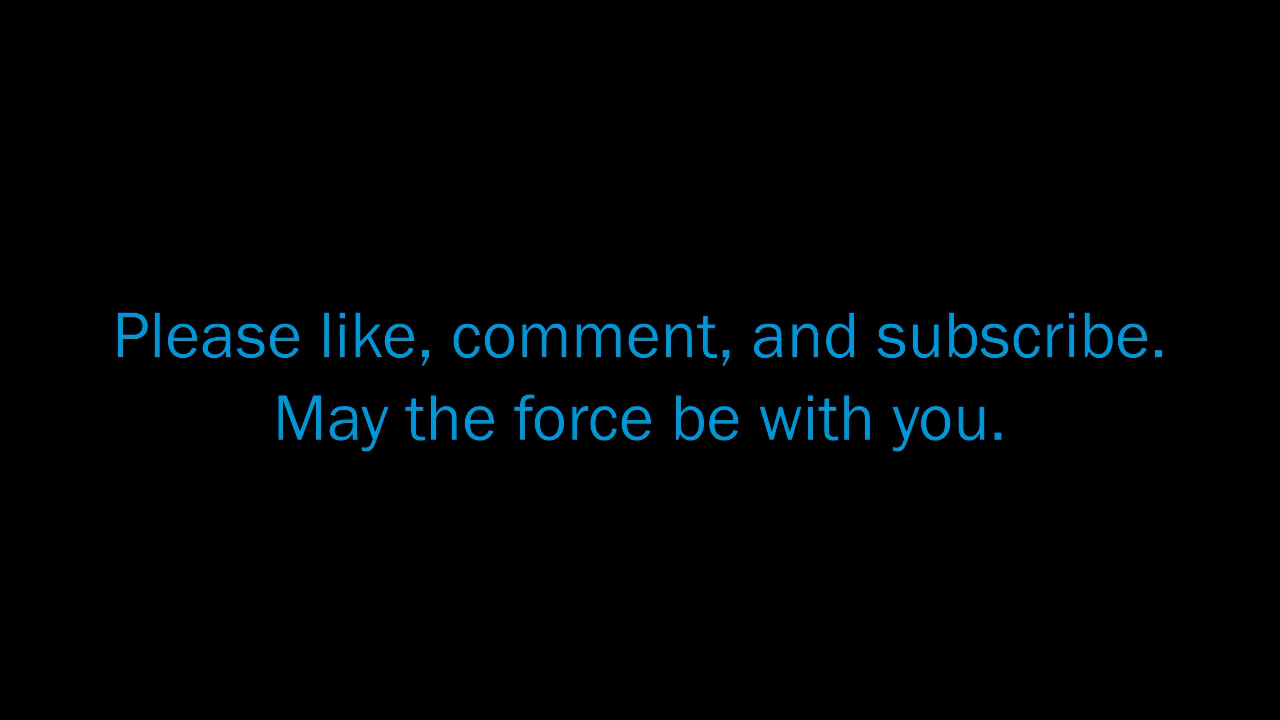 Please like, comment, and subscribe.
May the force be with you.